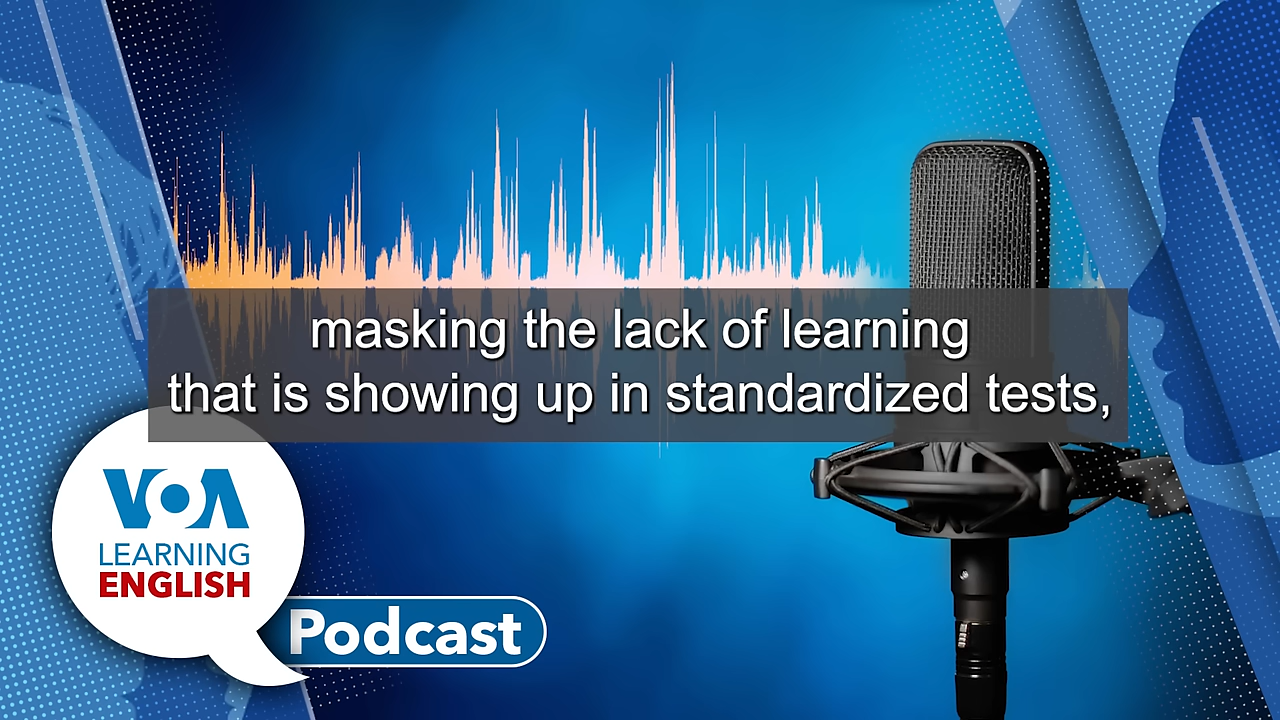 masking the lack of learning
that is showing up in standardized tests,
VOA
LEARNING
ENGLISH
Podcast